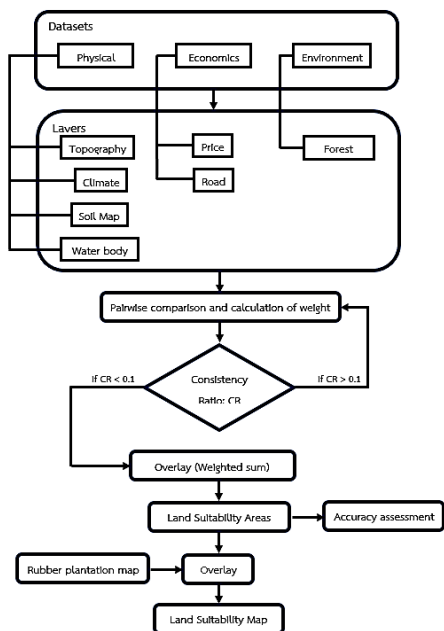 Datasets
Physical
Economics
Environment
Layers
Topography
Price
Forest
Climate
Road
Soil Map
Water body
Pairwise comparison and calculation of weight
If CR < 0.1
Consistency
If CR > 0.1
Ratio: CR
Overlay (Weighted sum)
Land Suitability Areas
Accuracy assessment
Rubber plantation map
Overlay
Land Suitability Map